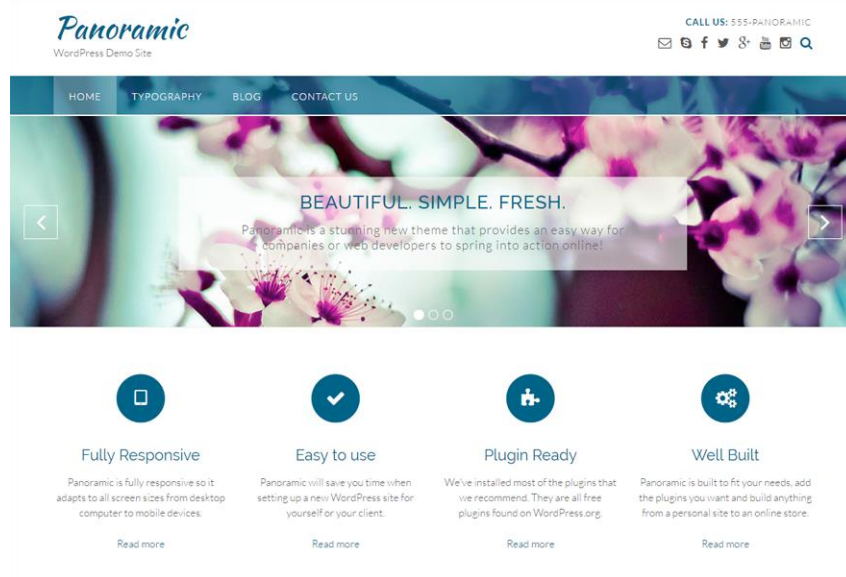 Panoramic
WordPress Demo Site
CALL US: 555-PANORAMIC
HOME TYPOGRAPHY BLOG CONTACT US
BEAUTIFUL. SIMPLE. FRESH.
Panoramic is a stunning new theme that provides an easy way for
companies or web developers to spring into action online!
Fully Responsive
Panoramic is fully responsive so it
adapts to all screen sizes from desktop
computer to mobile devices.
Read more
Easy to use
Panoramic will save you time when
setting up a new WordPress site for
yourself or your client.
Read more
Plugin Ready
We've installed most of the plugins that
we recommend. They are all free
plugins found on WordPress.org.
Read more
Well Built
Panoramic is built to fit your needs, add
the plugins you want and build anything
from a personal site to an online store.
Read more